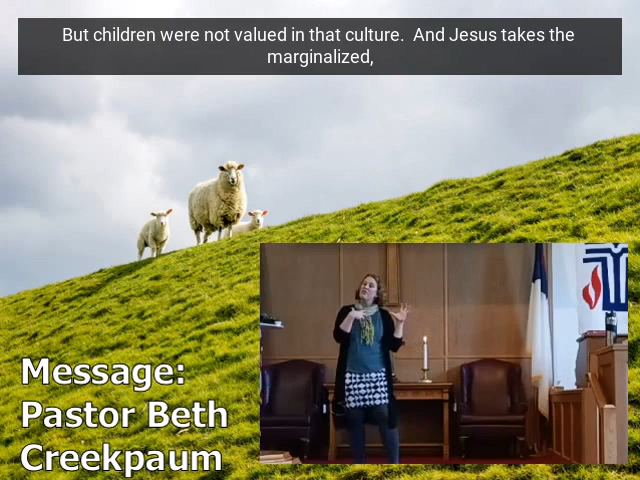 But children were not valued in that culture.  And Jesus takes the
marginalized,
Message:
Pastor Beth
Creekpaum